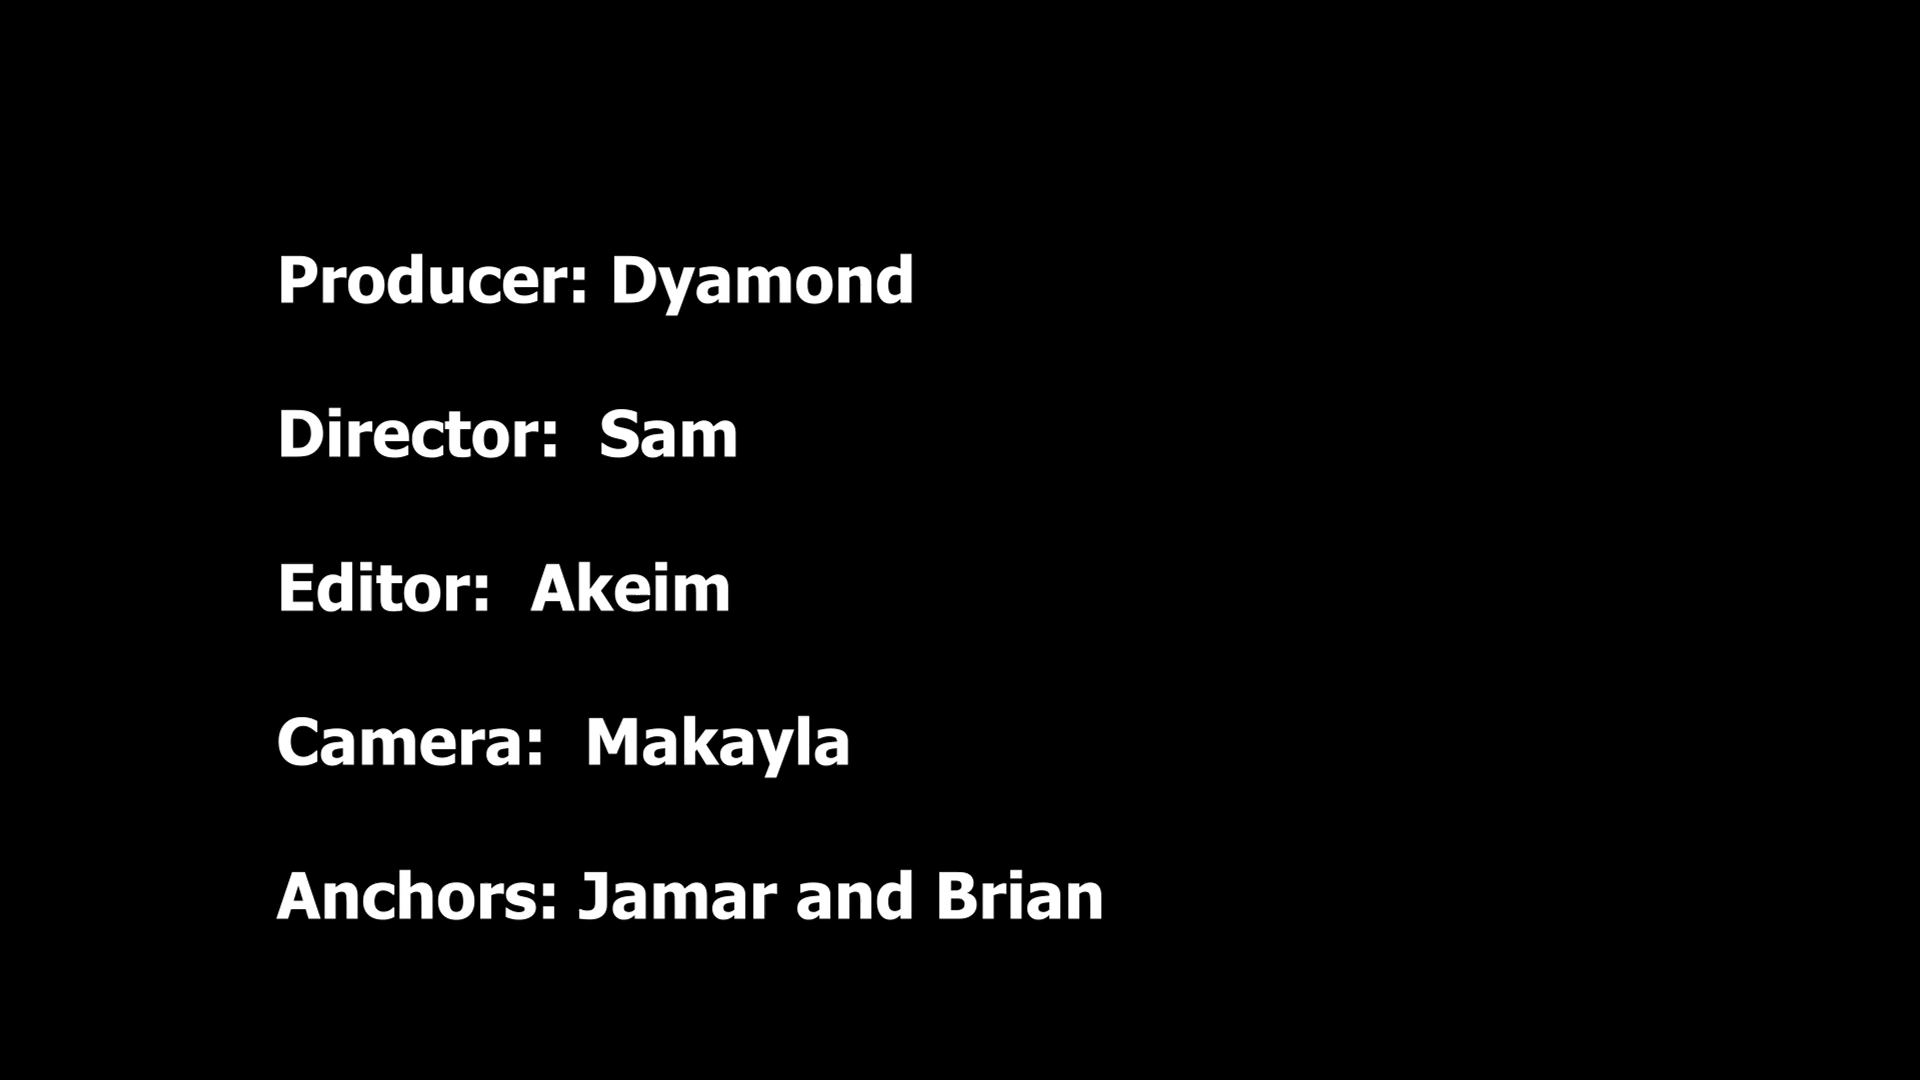 Producer: Dyamond
Director:  Sam
Editor:  Akeim
Camera:  Makayla
Anchors: Jamar and Brian